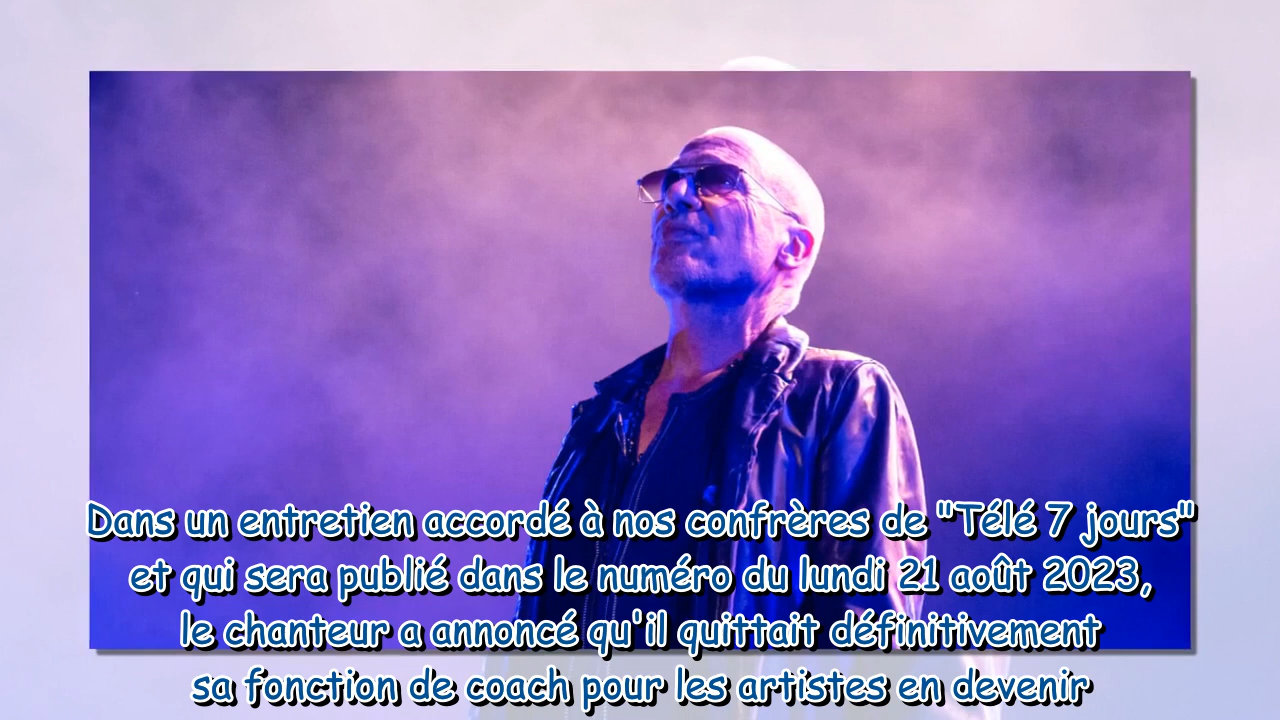 Dans un entretien accordé à nos confrères de "Télé 7 jours"
et qui sera publié dans le numéro du lundi 21 août 2023,
le chanteur a annoncé qu'il quittait définitivement
sa fonction de coach pour les artistes en devenir